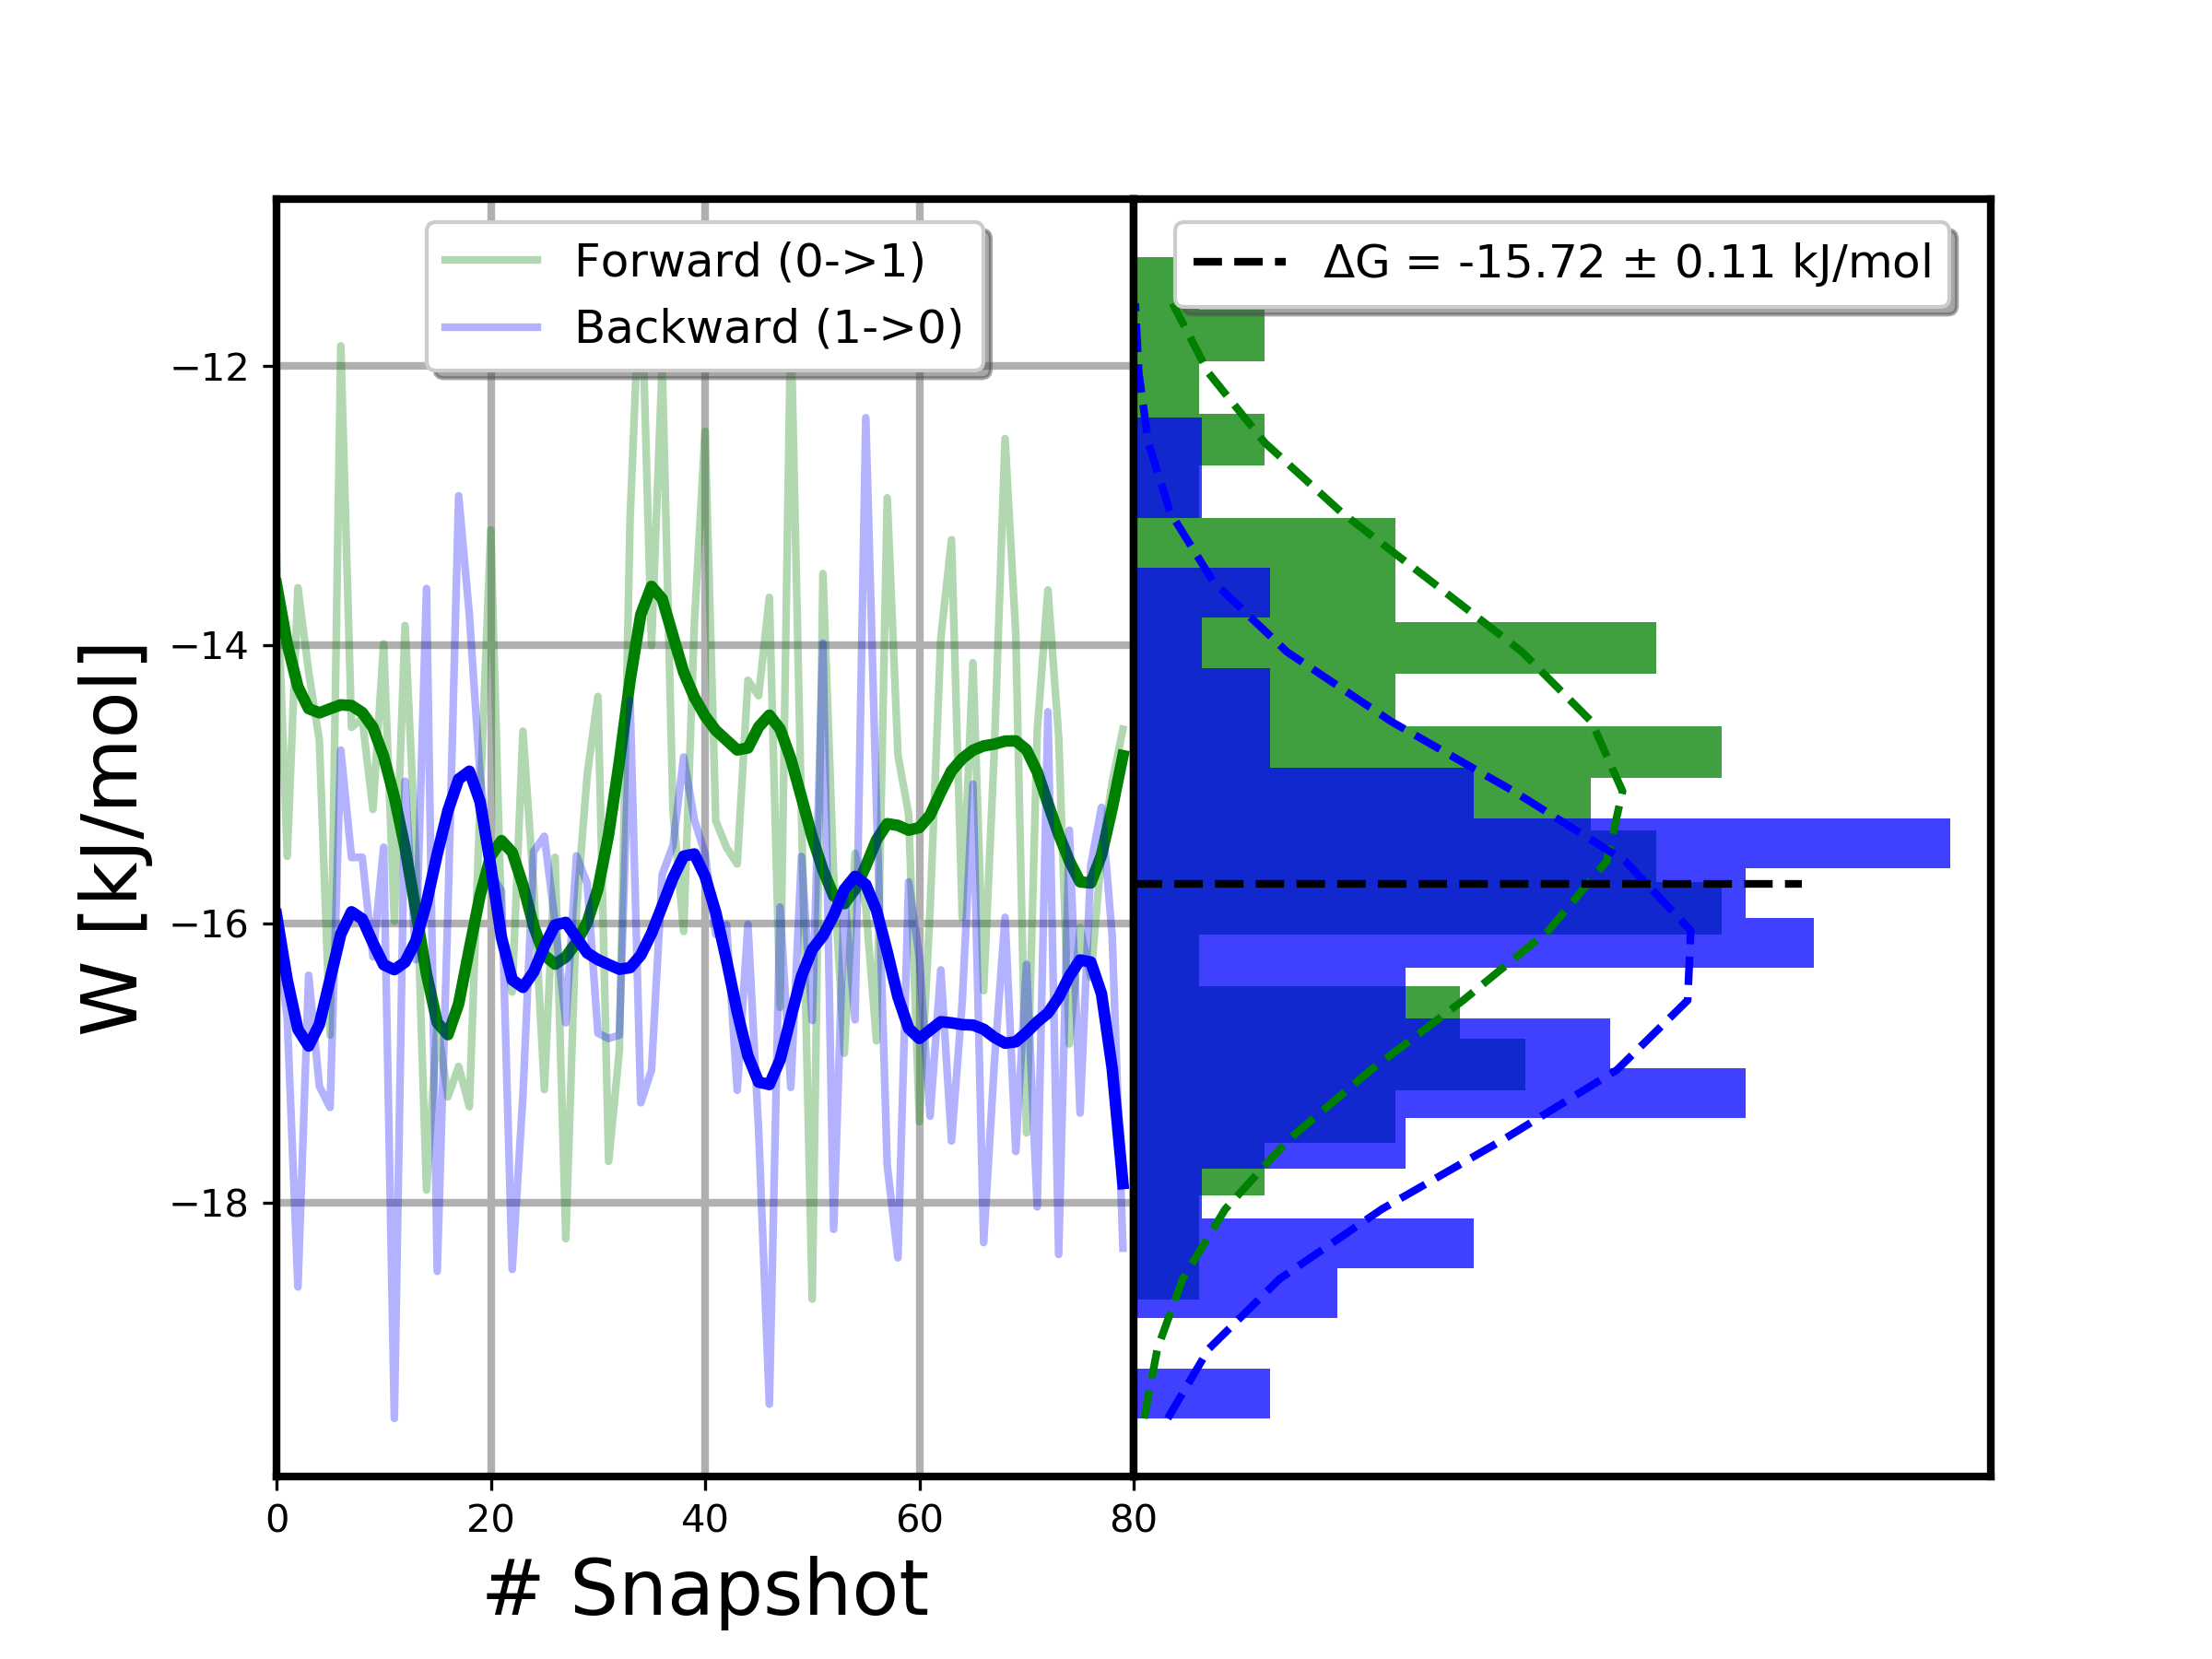 Forward (0->1)
Backward (1->0)
ΔG = -15.72 ± 0.11 kJ/mol
W [kJ/mol]
−12
−14
−16
−18
0 20 40 60 80
# Snapshot